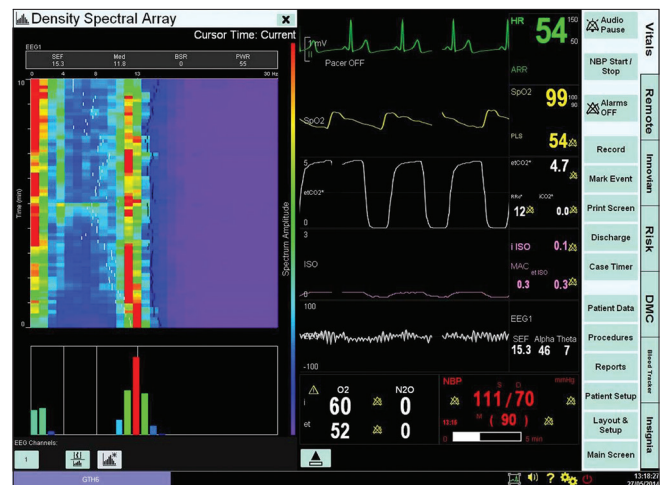 Density Spectral Array
x
Cursor Time: Current
EEG1
SEF Med BSR PWR
15.3 11.8 0 55
0 4 8 13 30 Hz
10
Time (min)
0
Spectrum Amplitude
EEG Channels:
1
GTH6
1mV
II
Pacer OFF
HR 54 150
50
ARR
SpO2
SpO2 99 100
90
PLS 54
5
etCO2*
0
etCO2* 4.7
RRc* iCO2*
12 0.0
3
ISO
0
i ISO 0.1
MAC et ISO
0.3 0.3
100
-100
EEG1
SEF Alpha Theta
15.3 46 7
O2 N2O
i 60 0
et 52 0
NBP S D mmHg
111 / 70
13:16 M ( 90 )
0 5 min
Audio
Pause
NBP Start /
Stop
Alarms
OFF
Record
Mark Event
Print Screen
Discharge
Case Timer
Patient Data
Procedures
Reports
Patient Setup
Layout &
Setup
Main Screen
Vitals
Remote
Innovian
Risk
DMC
Blood Tracker
Insignia
?
13:18:27